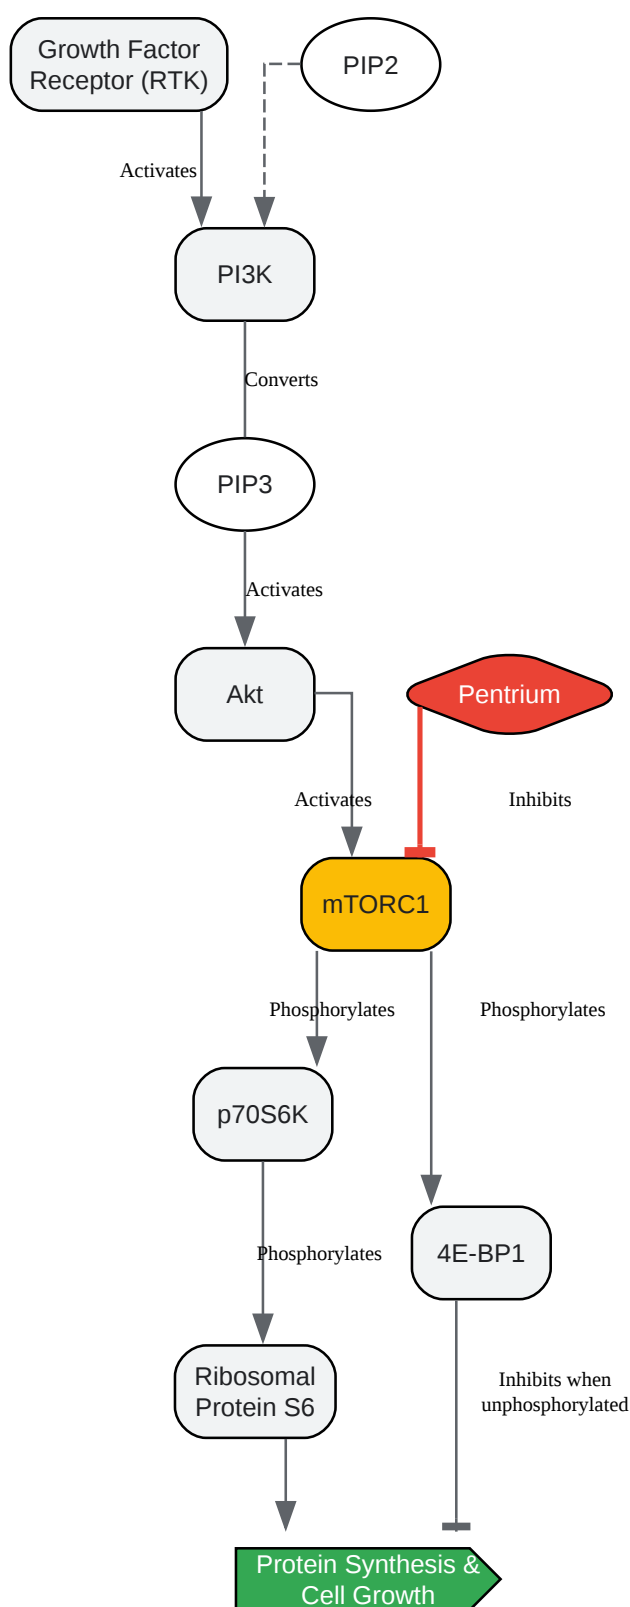 Growth Factor
Receptor (RTK)
PIP2
Activates
PI3K
Converts
PIP3
Activates
Akt
Pentrium
Activates
Inhibits
mTORC1
Phosphorylates
Phosphorylates
p70S6K
4E-BP1
Phosphorylates
Ribosomal
Protein S6
Inhibits when
unphosphorylated
Protein Synthesis &
Cell Growth